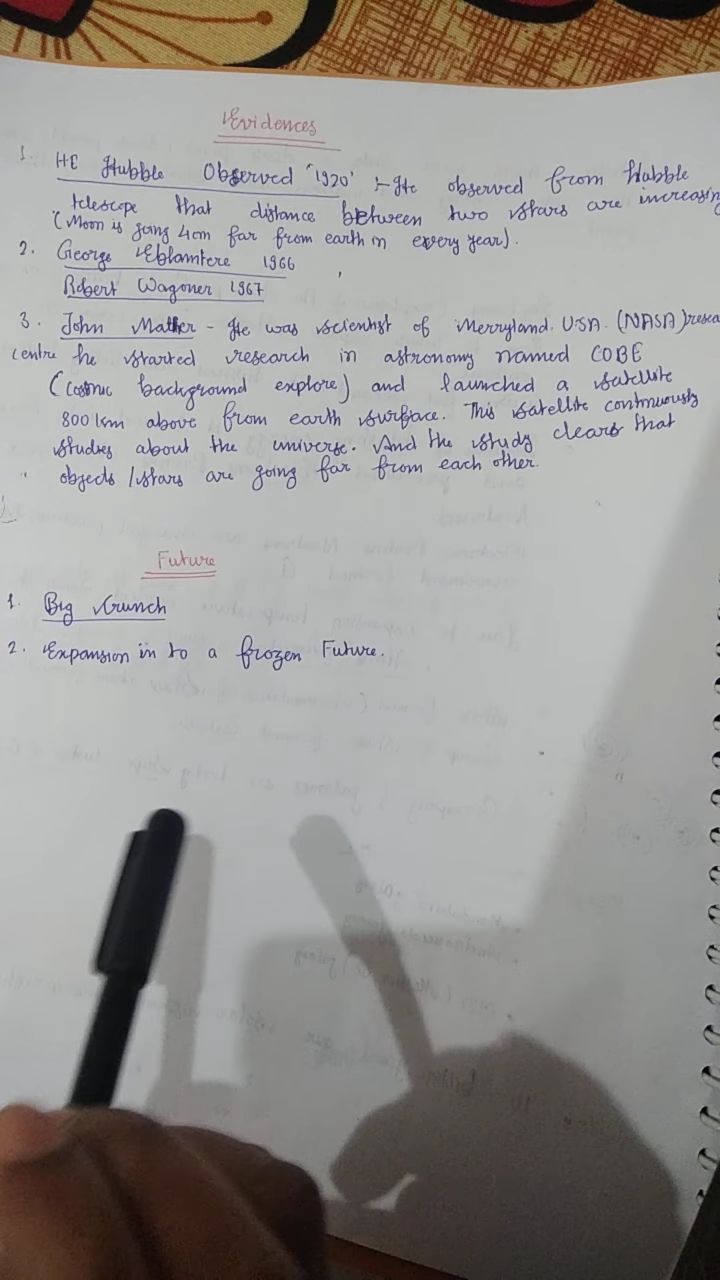 Evidences
1. HE Hubble Observed '1920' :- He observed from Hubble
telescope that distance between two stars are increasing
(Moon is going 4cm far from earth in every year).
2. George Eblamtere 1966
Robert Wagoner 1967
3. John Mather - He was scientist of Merryland. USA. (NASA) resea
centre he started research in astronomy named COBE
(Cosmic background explore) and launched a satellite
800 km above from earth surface. This satellite continuously
studies about the universe. And the study clears that
objects / stars are going far from each other.
Future
1. Big Crunch
2. Expansion in to a frozen Future.